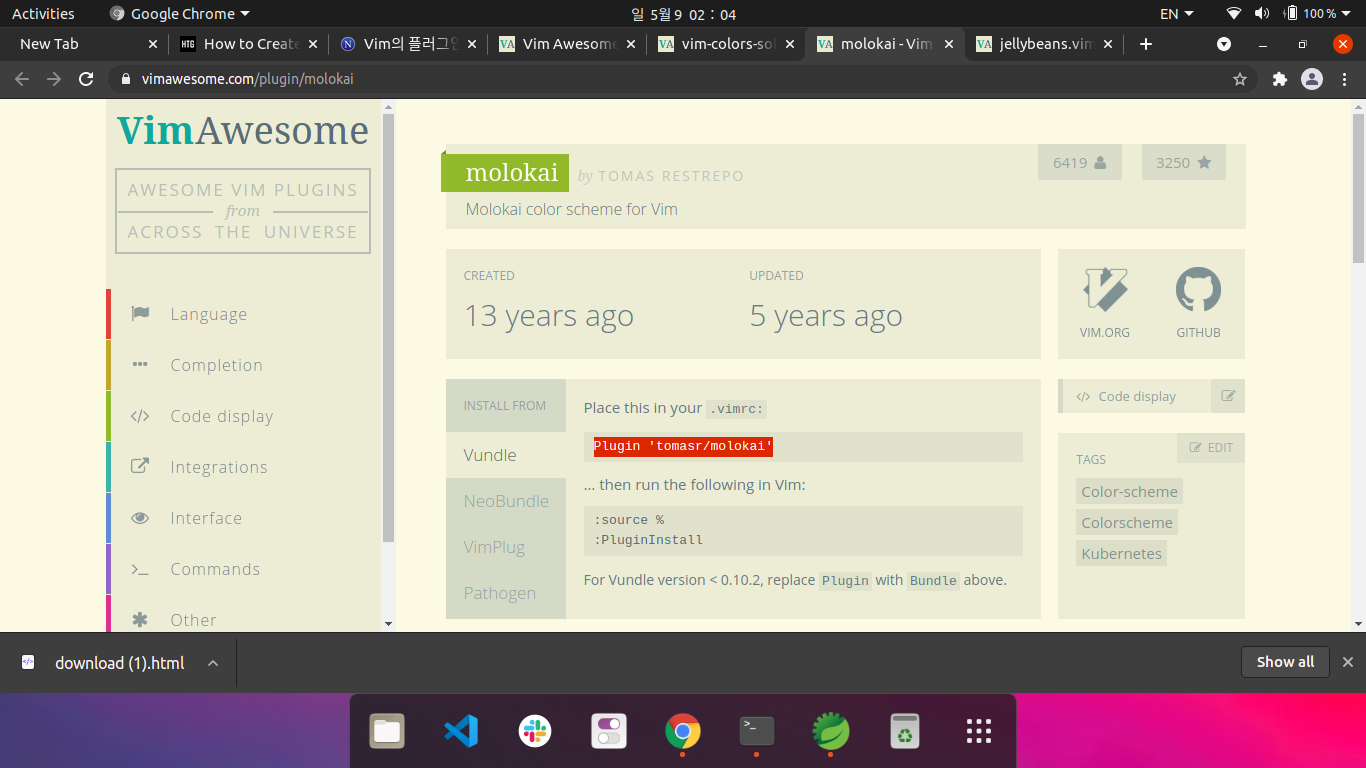 Activities
Google Chrome
일 5월 9 02 : 04
EN
100 %
New Tab
How to Create
Vim의 플러그인
Vim Awesome
vim-colors-sol
molokai - Vim
jellybeans.vim
vimawesome.com/plugin/molokai
VimAwesome
AWESOME VIM PLUGINS
from
ACROSS THE UNIVERSE
Language
Completion
Code display
Integrations
Interface
Commands
Other
molokai by TOMAS RESTREPO
6419
3250
Molokai color scheme for Vim
CREATED
13 years ago
UPDATED
5 years ago
VIM.ORG
GITHUB
INSTALL FROM
Vundle
NeoBundle
VimPlug
Pathogen
Place this in your .vimrc:
Plugin 'tomasr/molokai'
... then run the following in Vim:
:source %
:PluginInstall
For Vundle version < 0.10.2, replace Plugin with Bundle above.
Code display
EDIT
TAGS
Color-scheme
Colorscheme
Kubernetes
download (1).html
Show all